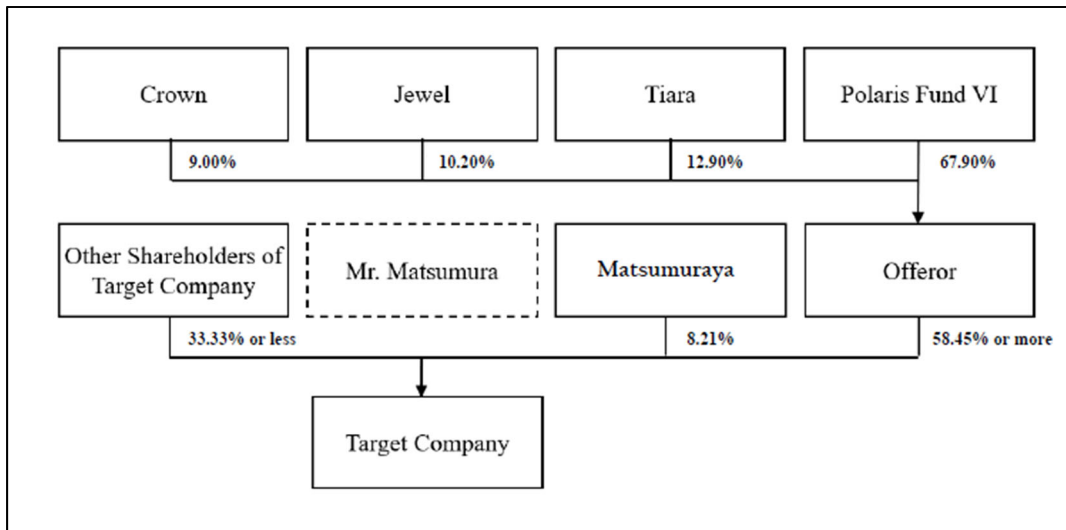 Crown
Jewel
Tiara
Polaris Fund VI
9.00%
10.20%
12.90%
67.90%
Other Shareholders of
Target Company
Mr. Matsumura
Matsumuraya
Offeror
33.33% or less
8.21%
58.45% or more
Target Company